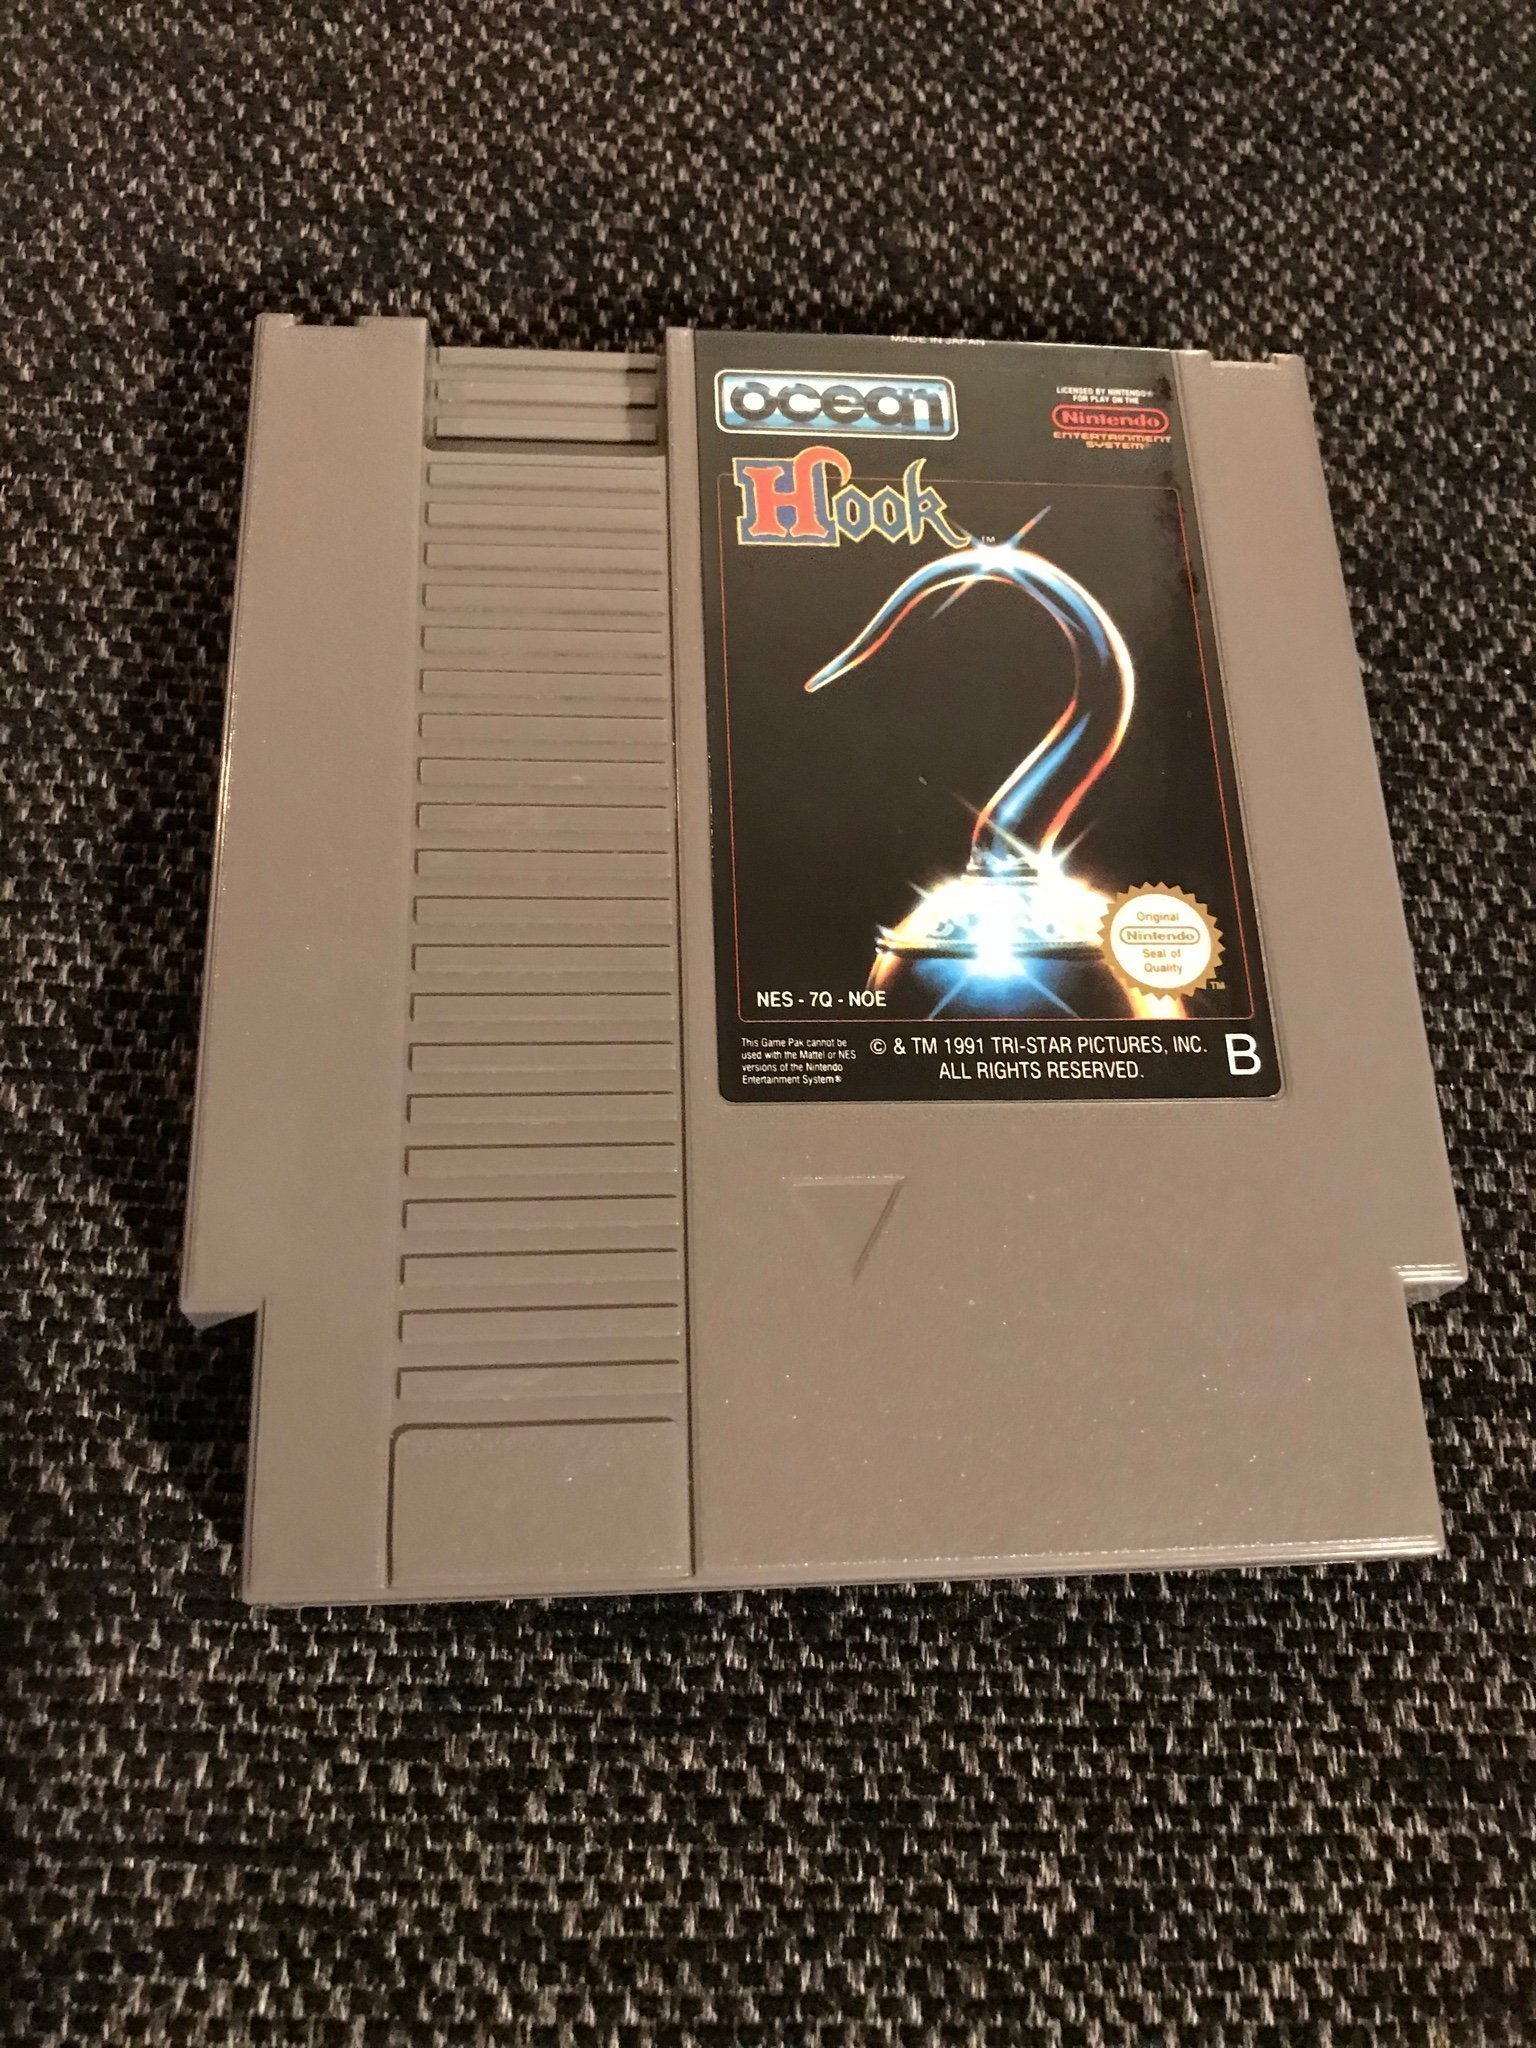 MADE IN JAPAN
ocean
LICENSED BY NINTENDO®
FOR PLAY ON THE
Nintendo
ENTERTAINMENT
SYSTEM®
Hook
TM
Original
Nintendo
Seal of
Quality
TM
NES - 7Q - NOE
This Game Pak cannot be
used with the Mattel or NES
versions of the Nintendo
Entertainment System®
© & TM 1991 TRI-STAR PICTURES, INC.
ALL RIGHTS RESERVED.
B